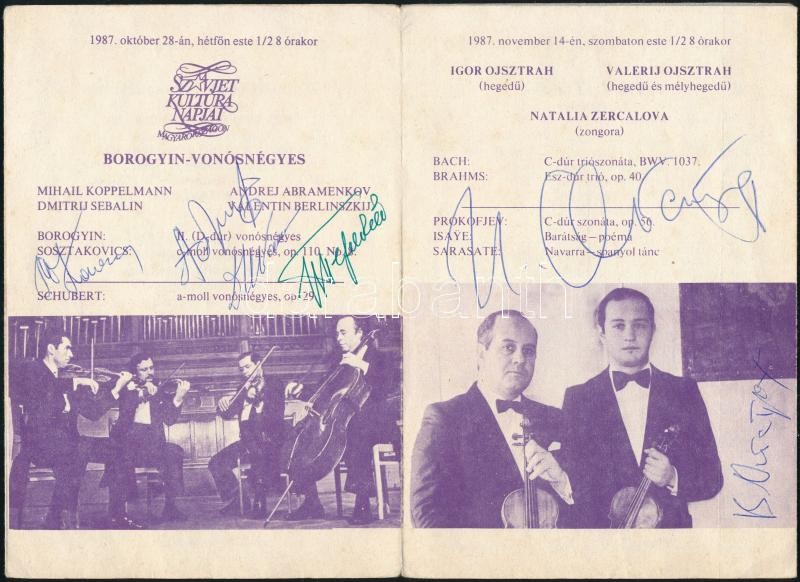 1987. október 28-án, hétfőn este 1/2 8 órakor
SZOVJET
KULTÚRA
NAPJAI
MAGYARORSZÁGON
BOROGYIN-VONÓSNÉGYES
MIHAIL KOPPELMANN ANDREJ ABRAMENKOV
DMITRIJ SEBALIN VALENTIN BERLINSZKIJ
BOROGYIN: (D-dúr) vonósnégyes
SOSZTAKOVICS: c-moll vonósnégyes, op. 110. No. 8.
SCHUBERT: a-moll vonósnégyes, op. 29.
1987. november 14-én, szombaton este 1/2 8 órakor
IGOR OJSZTRAH VALERIJ OJSZTRAH
(hegedű) (hegedű és mélyhegedű)
NATALIA ZERCALOVA
(zongora)
BACH: C-dúr triószonáta, BWV. 1037.
BRAHMS: Esz-dúr trió, op. 40.
PROKOFJEV: C-dúr szonáta, op. 56.
ISAŸE: Barátság—poéma
SARASATE: Navarra—spanyol tánc
darabanth